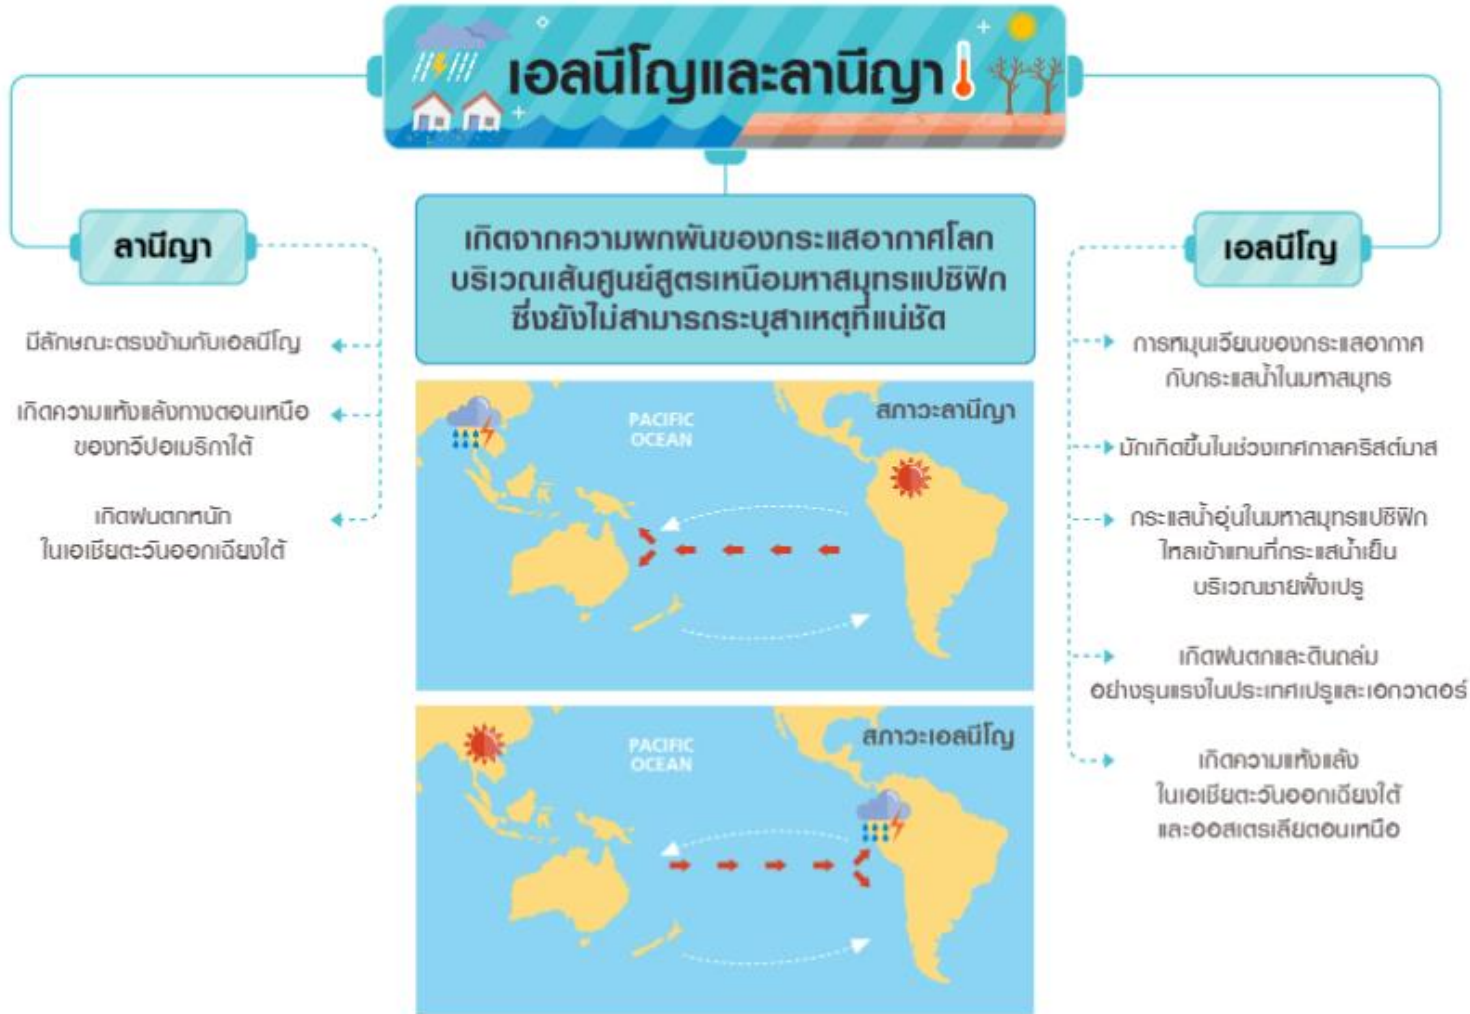 เอลนีโญและลานีญา
ลานีญา
มีลักษณะตรงข้ามกับเอลนีโญ
เกิดความแห้งแล้งทางตอนเหนือ
ของทวีปอเมริกาใต้
เกิดฝนตกหนัก
ในเอเชียตะวันออกเฉียงใต้
เกิดจากความพกพันของกระแสอากาศโลก
บริเวณเส้นศูนย์สูตรเหนือมหาสมุทรแปซิฟิก
ซึ่งยังไม่สามารถระบุสาเหตุที่แน่ชัด
สภาวะลานีญา
PACIFIC
OCEAN
สภาวะเอลนีโญ
PACIFIC
OCEAN
เอลนีโญ
การหมุนเวียนของกระแสอากาศ
กับกระแสน้ำในมหาสมุทร
มักเกิดขึ้นในช่วงเทศกาลคริสต์มาส
กระแสน้ำอุ่นในมหาสมุทรแปซิฟิก
ไหลเข้าแทนที่กระแสน้ำเย็น
บริเวณชายฝั่งเปรู
เกิดฝนตกและดินถล่ม
อย่างรุนแรงในประเทศเปรูและเอกวาดอร์
เกิดความแห้งแล้ง
ในเอเชียตะวันออกเฉียงใต้
และออสเตรเลียตอนเหนือ